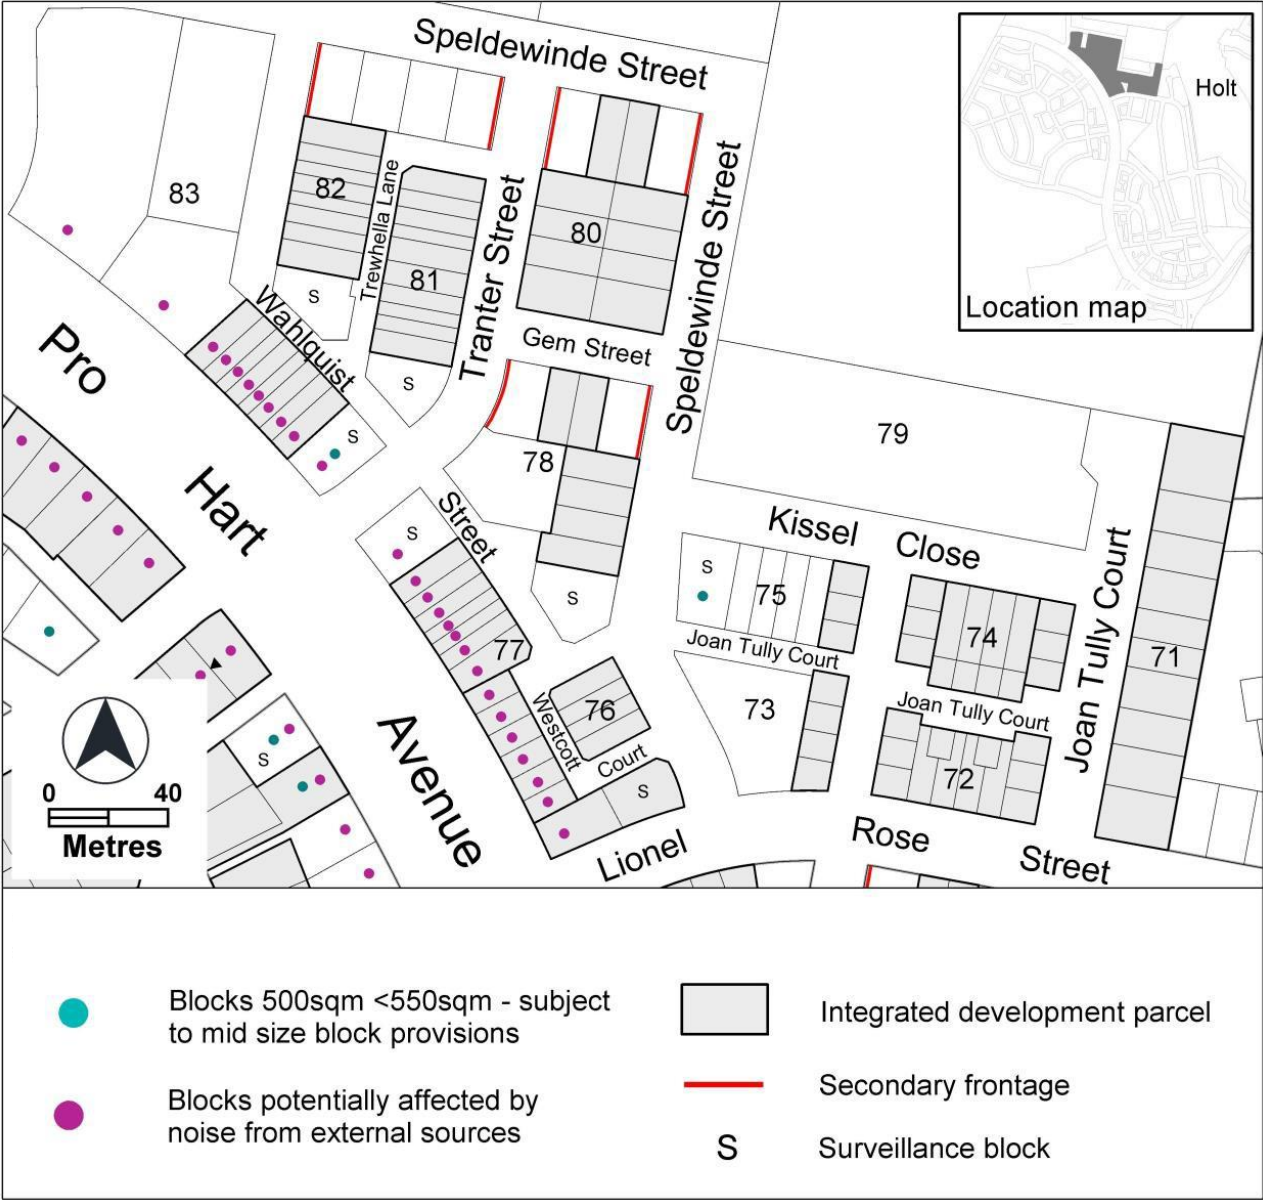 Speldewinde Street
Holt
Location map
83
82
Trewhella Lane
81
Tranter Street
80
Speldewinde Street
S
Wahlquist
Gem Street
S
S
Pro
Hart
Avenue
78
79
Street
S
Kissel Close
S
75
S
74
Joan Tully Court
71
77
Joan Tully Court
76
73
Joan Tully Court
Westcott
Court
S
72
S
0 40
Metres
Lionel
Rose
Street
Blocks 500sqm <550sqm - subject
to mid size block provisions
Blocks potentially affected by
noise from external sources
Integrated development parcel
Secondary frontage
S Surveillance block